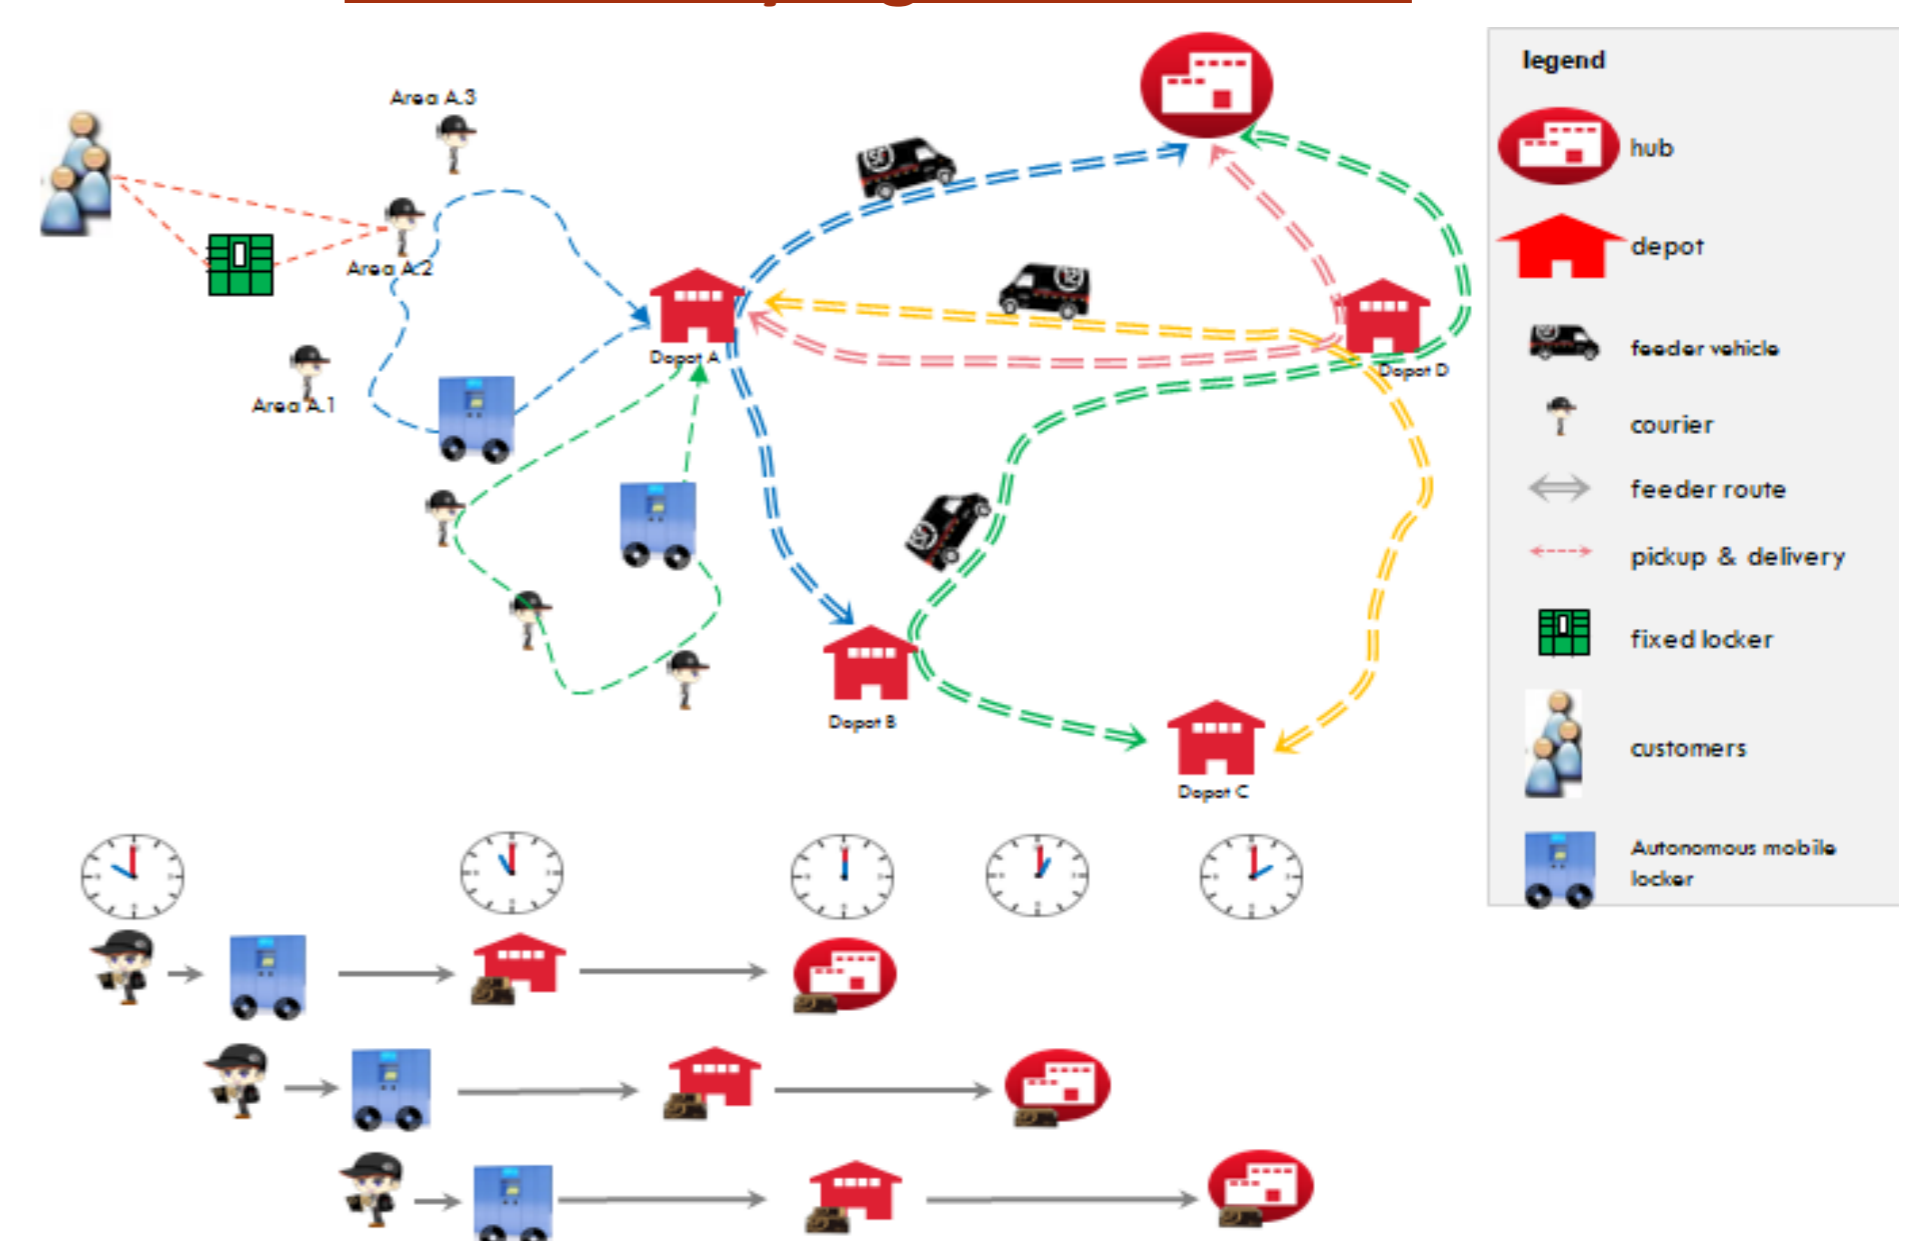 Area A.3
Area A.2
Area A.1
Depot A
Depot D
Depot B
Depot C
legend
hub
depot
feeder vehicle
courier
feeder route
pickup & delivery
fixed locker
customers
Autonomous mobile
locker